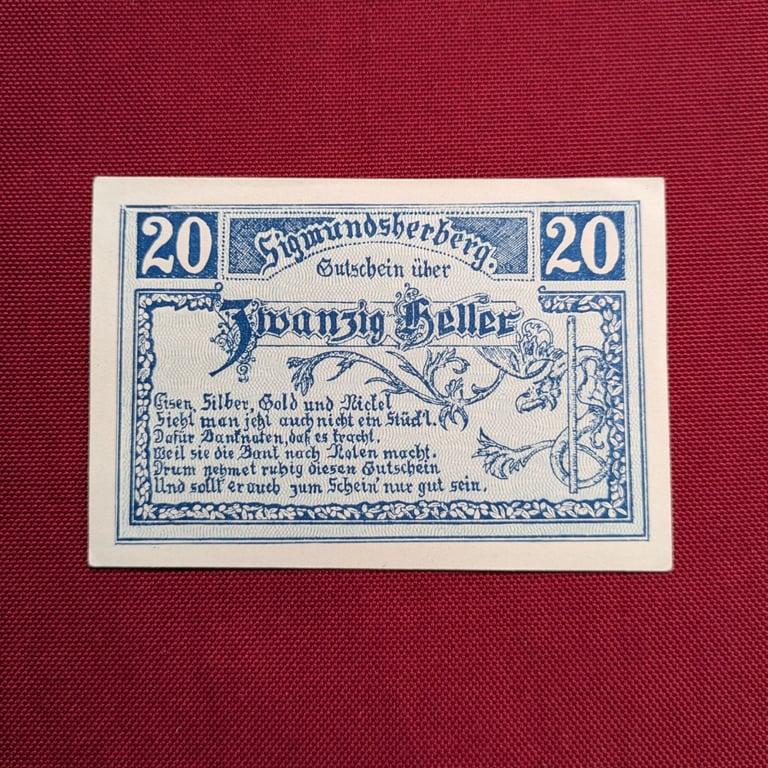 20 Sigmundsherberg. 20
Gutschein über
Zwanzig Heller
Eisen, Silber, Gold und Nickel
Sieht man jetzt auch nicht ein Stück'l.
Dafür Banknoten, daß es kracht,
Weil sie die Bank nach Noten macht.
Drum nehmet ruhig diesen Gutschein
Und sollt' er auch zum Schein' nur gut sein.